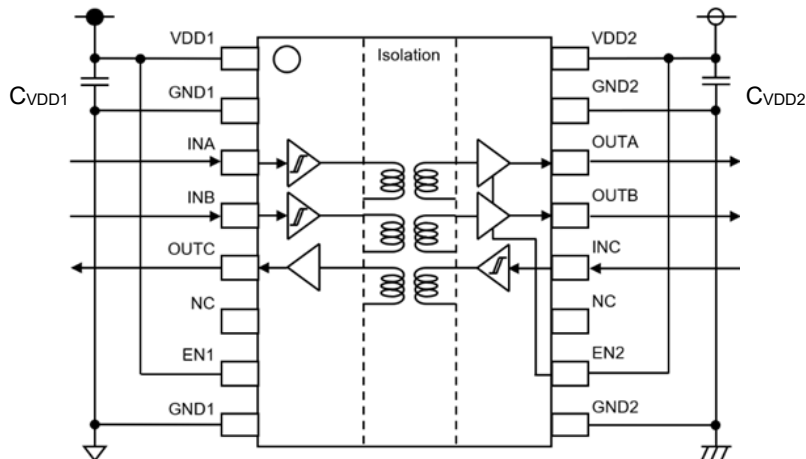 VDD1
Isolation
VDD2
CVDD1
GND1
GND2
CVDD2
INA
OUTA
INB
OUTB
OUTC
INC
NC
NC
EN1
EN2
GND1
GND2